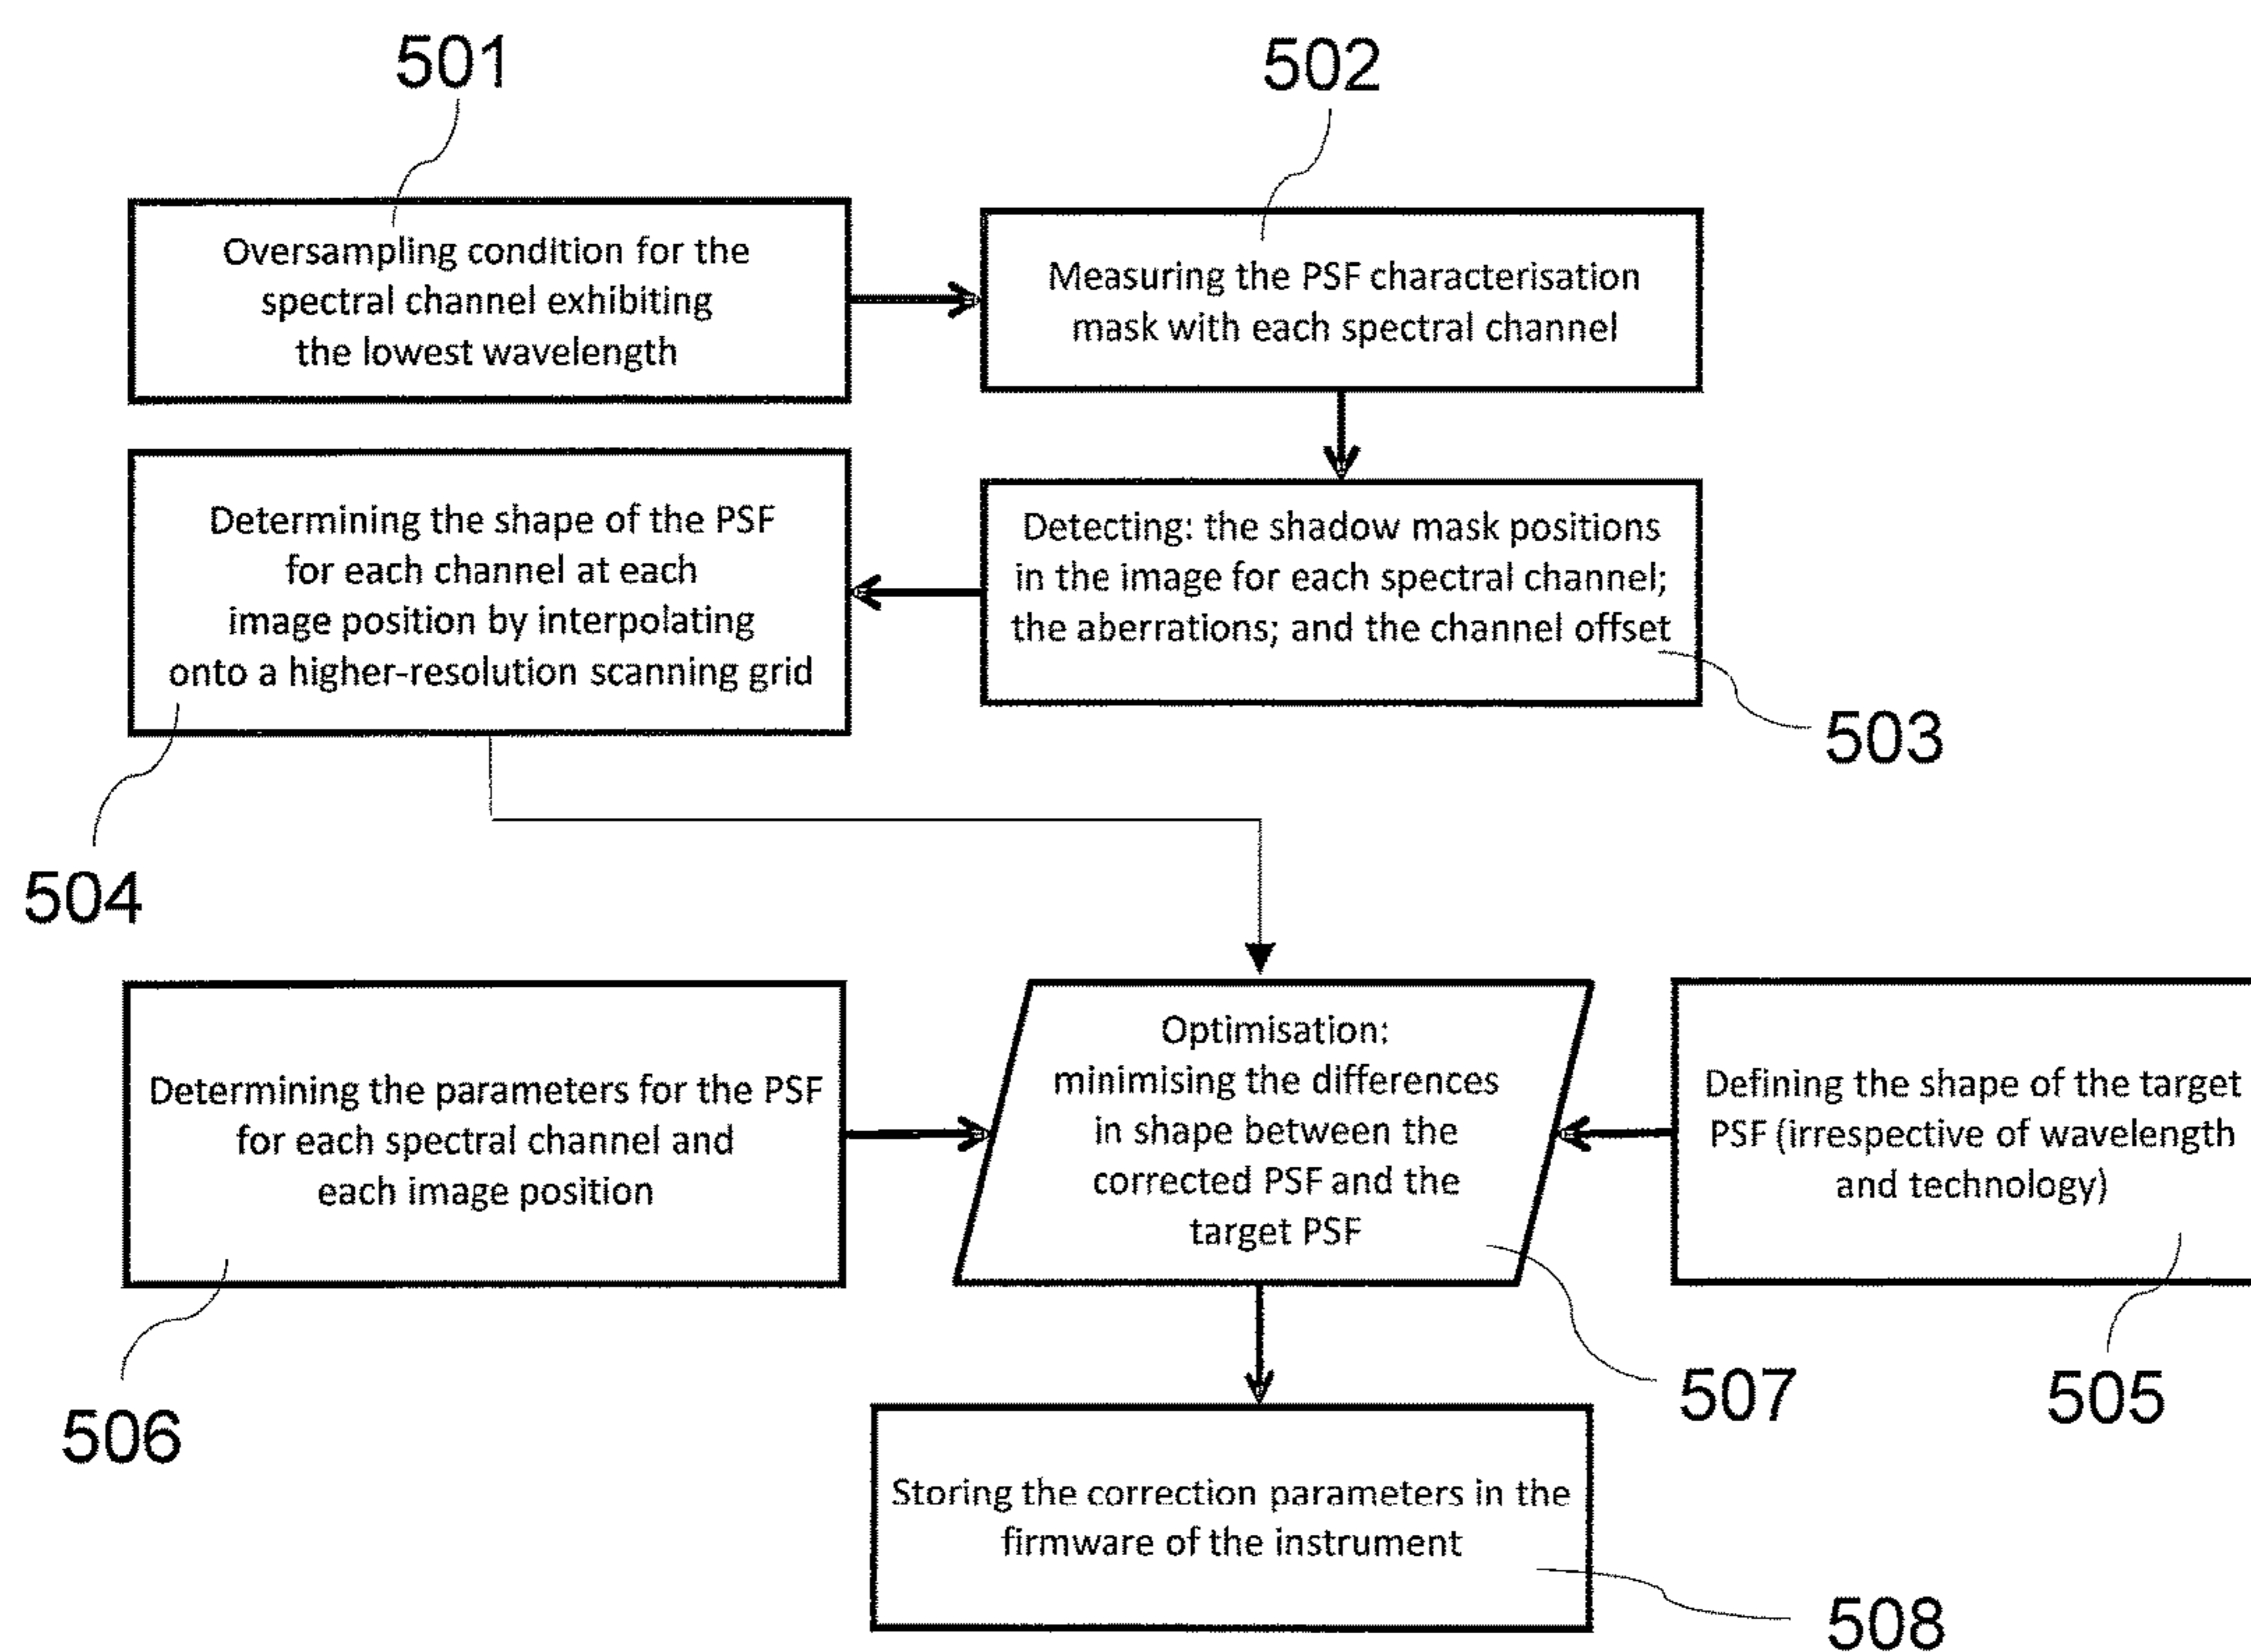 501
502
Oversampling condition for the
spectral channel exhibiting
the lowest wavelength
Measuring the PSF characterisation
mask with each spectral channel
Determining the shape of the PSF
for each channel at each
image position by interpolating
onto a higher-resolution scanning grid
Detecting: the shadow mask positions
in the image for each spectral channel;
the aberrations; and the channel offset
503
504
Determining the parameters for the PSF
for each spectral channel and
each image position
Optimisation:
minimising the differences
in shape between the
corrected PSF and the
target PSF
Defining the shape of the target
PSF (irrespective of wavelength
and technology)
506
507
505
Storing the correction parameters in the
firmware of the instrument
508